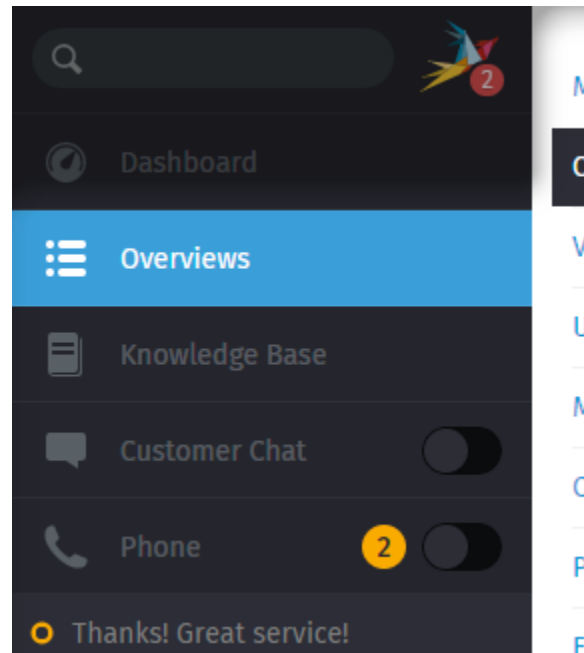 2
Dashboard
Overviews
Knowledge Base
Customer Chat
Phone 2
Thanks! Great service!